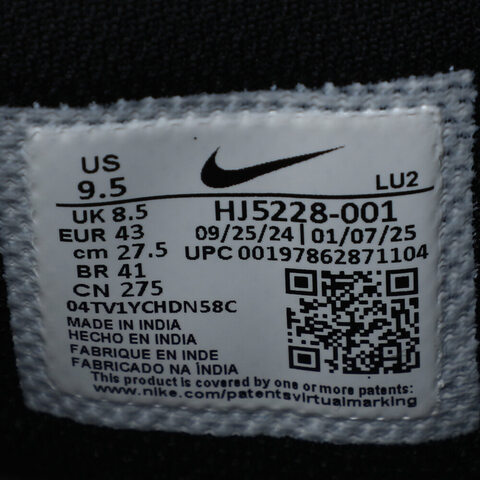 US
9.5
LU2
UK 8.5
HJ5228-001
EUR 43
09/25/24 | 01/07/25
cm 27.5
UPC 00197862871104
BR 41
CN 275
04TV1YCHDN58C
MADE IN INDIA
HECHO EN INDIA
FABRIQUE EN INDE
FABRICADO NA ÍNDIA
This product is covered by one or more patents:
www.nike.com/patentsvirtualmarking